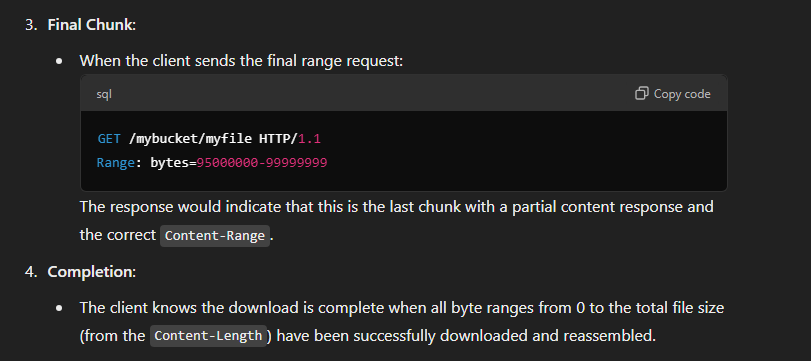 3. Final Chunk:
• When the client sends the final range request:
sql
Copy code
GET /mybucket/myfile HTTP/1.1
Range: bytes=95000000-99999999
The response would indicate that this is the last chunk with a partial content response and
the correct Content-Range.
4. Completion:
• The client knows the download is complete when all byte ranges from 0 to the total file size
(from the Content-Length) have been successfully downloaded and reassembled.